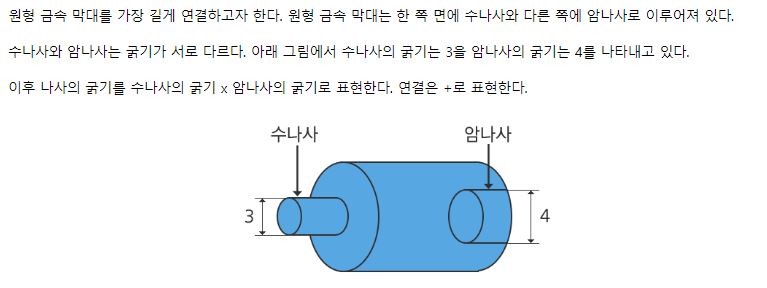 원형 금속 막대를 가장 길게 연결하고자 한다. 원형 금속 막대는 한 쪽 면에 수나사와 다른 쪽에 암나사로 이루어져 있다.
수나사와 암나사는 굵기가 서로 다르다. 아래 그림에서 수나사의 굵기는 3을 암나사의 굵기는 4를 나타내고 있다.
이후 나사의 굵기를 수나사의 굵기 x 암나사의 굵기로 표현한다. 연결은 +로 표현한다.
수나사 암나사
3 4